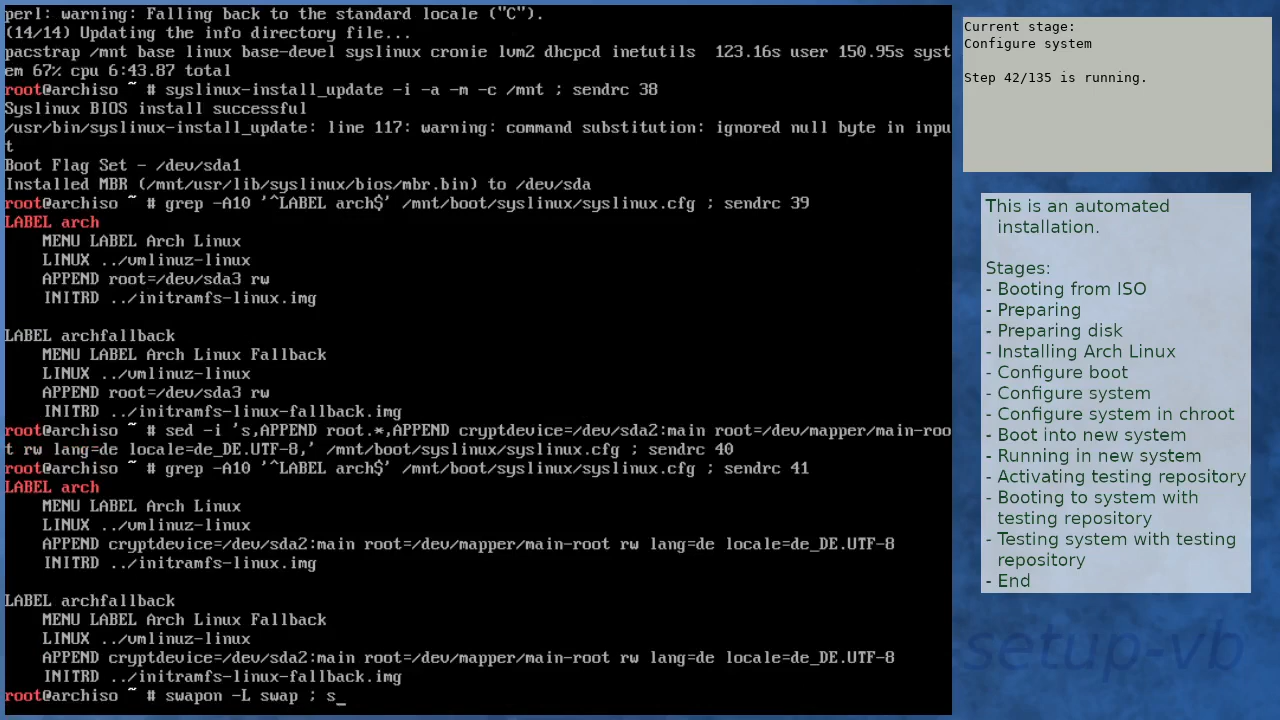 perl: warning: Falling back to the standard locale ("C").
(14/14) Updating the info directory file...
pacstrap /mnt base linux base-devel syslinux cronie lvm2 dhcpcd inetutils  123.16s user 150.95s syst
em 67% cpu 6:43.87 total
root@archiso ~ # syslinux-install_update -i -a -m -c /mnt ; sendrc 38
Syslinux BIOS install successful
/usr/bin/syslinux-install_update: line 117: warning: command substitution: ignored null byte in inpu
t
Boot Flag Set - /dev/sda1
Installed MBR (/mnt/usr/lib/syslinux/bios/mbr.bin) to /dev/sda
root@archiso ~ # grep -A10 '^LABEL arch$' /mnt/boot/syslinux/syslinux.cfg ; sendrc 39
LABEL arch
    MENU LABEL Arch Linux
    LINUX ../vmlinuz-linux
    APPEND root=/dev/sda3 rw
    INITRD ../initramfs-linux.img

LABEL archfallback
    MENU LABEL Arch Linux Fallback
    LINUX ../vmlinuz-linux
    APPEND root=/dev/sda3 rw
    INITRD ../initramfs-linux-fallback.img
root@archiso ~ # sed -i 's,APPEND root.*,APPEND cryptdevice=/dev/sda2:main root=/dev/mapper/main-roo
t rw lang=de locale=de_DE.UTF-8,' /mnt/boot/syslinux/syslinux.cfg ; sendrc 40
root@archiso ~ # grep -A10 '^LABEL arch$' /mnt/boot/syslinux/syslinux.cfg ; sendrc 41
LABEL arch
    MENU LABEL Arch Linux
    LINUX ../vmlinuz-linux
    APPEND cryptdevice=/dev/sda2:main root=/dev/mapper/main-root rw lang=de locale=de_DE.UTF-8
    INITRD ../initramfs-linux.img

LABEL archfallback
    MENU LABEL Arch Linux Fallback
    LINUX ../vmlinuz-linux
    APPEND cryptdevice=/dev/sda2:main root=/dev/mapper/main-root rw lang=de locale=de_DE.UTF-8
    INITRD ../initramfs-linux-fallback.img
root@archiso ~ # swapon -L swap ; s_
Current stage:
Configure system

Step 42/135 is running.
This is an automated
installation.

Stages:
- Booting from ISO
- Preparing
- Preparing disk
- Installing Arch Linux
- Configure boot
- Configure system
- Configure system in chroot
- Boot into new system
- Running in new system
- Activating testing repository
- Booting to system with
testing repository
- Testing system with testing
repository
- End
setup-vb